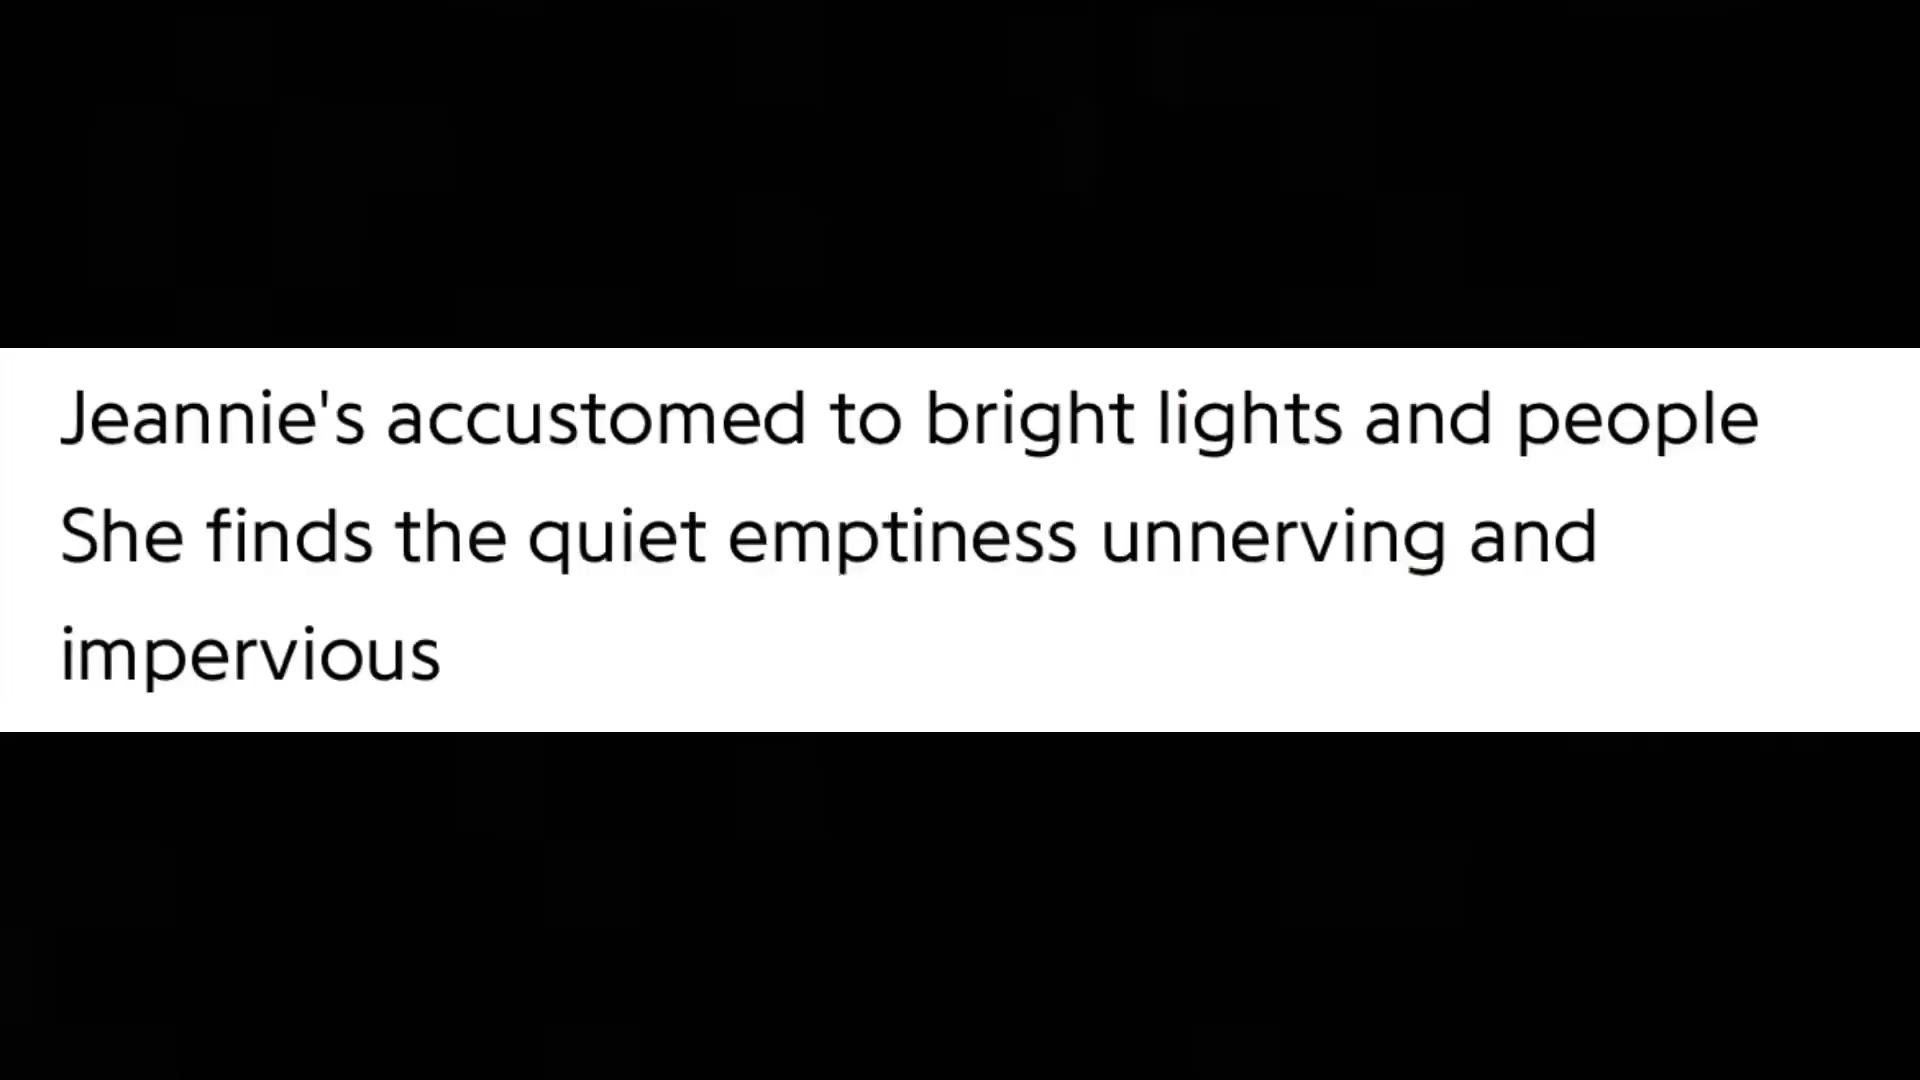 Jeannie's accustomed to bright lights and people
She finds the quiet emptiness unnerving and
impervious